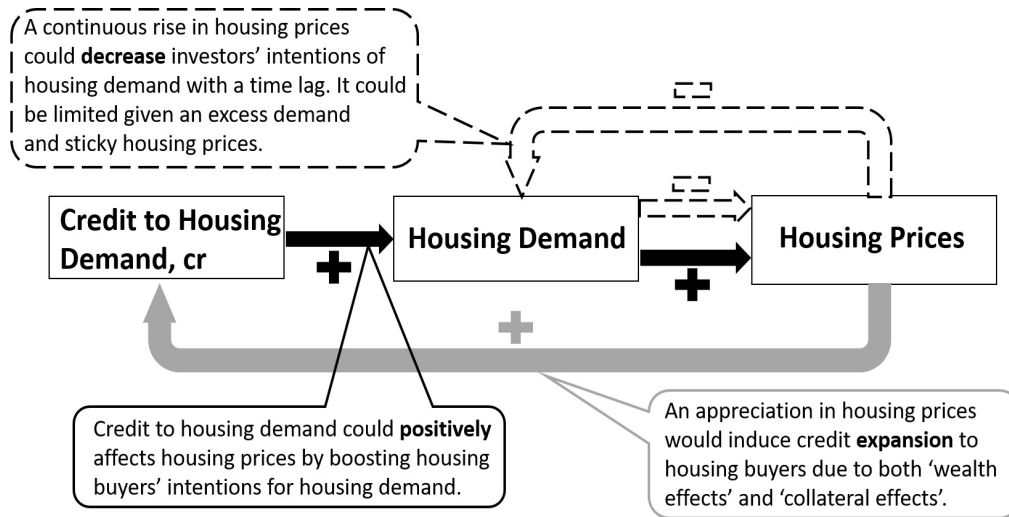 A continuous rise in housing prices
could decrease investors’ intentions of
housing demand with a time lag. It could
be limited given an excess demand
and sticky housing prices.
Credit to Housing
Demand, cr
Housing Demand
Housing Prices
Credit to housing demand could positively
affects housing prices by boosting housing
buyers’ intentions for housing demand.
An appreciation in housing prices
would induce credit expansion to
housing buyers due to both ‘wealth
effects’ and ‘collateral effects’.